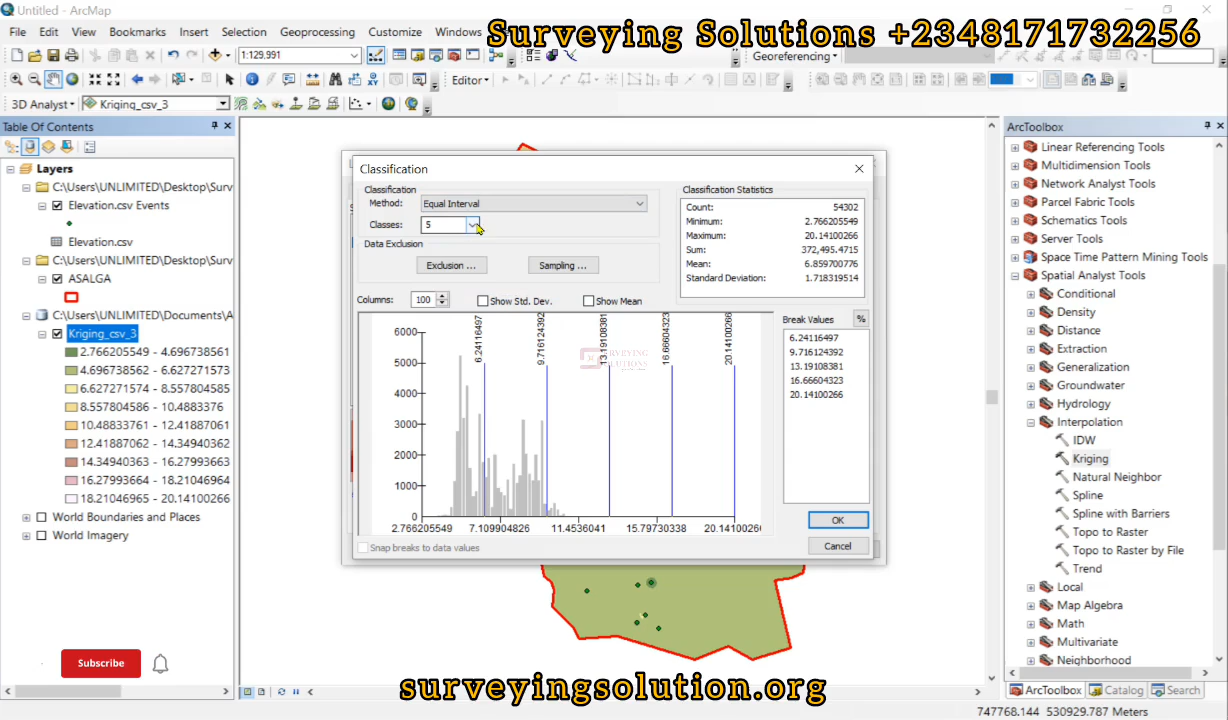 Untitled - ArcMap
File Edit View Bookmarks Insert Selection Geoprocessing Customize Windows
Surveying Solutions +2348171732256
1:129,991
Georeferencing
Editor
3D Analyst
Kriging_csv_3
Table Of Contents
Layers
C:\Users\UNLIMITED\Desktop\Surv
Elevation.csv Events
Elevation.csv
C:\Users\UNLIMITED\Desktop\Surv
ASALGA
C:\Users\UNLIMITED\Documents\A
Kriging_csv_3
2.766205549 - 4.696738561
4.696738562 - 6.627271573
6.627271574 - 8.557804585
8.557804586 - 10.4883376
10.48833761 - 12.41887061
12.41887062 - 14.34940362
14.34940363 - 16.27993663
16.27993664 - 18.21046964
18.21046965 - 20.14100266
World Boundaries and Places
World Imagery
Subscribe
Classification
Classification
Method: Equal Interval
Classes: 5
Data Exclusion
Exclusion ... Sampling ...
Classification Statistics
Count: 54302
Minimum: 2.766205549
Maximum: 20.14100266
Sum: 372,495.4715
Mean: 6.859700776
Standard Deviation: 1.718319514
Columns: 100 Show Std. Dev. Show Mean
Break Values %
6.24116497
9.716124392
13.19108381
16.66604323
20.14100266
6.24116497
9.716124392
13.19108381
16.66604323
20.14100266
SURVEYING
SOLUTIONS
6000
5000
4000
3000
2000
1000
0
2.766205549 7.109904826 11.4536041 15.79730338 20.1410026
Snap breaks to data values
OK
Cancel
ArcToolbox
Linear Referencing Tools
Multidimension Tools
Network Analyst Tools
Parcel Fabric Tools
Schematics Tools
Server Tools
Space Time Pattern Mining Tools
Spatial Analyst Tools
Conditional
Density
Distance
Extraction
Generalization
Groundwater
Hydrology
Interpolation
IDW
Kriging
Natural Neighbor
Spline
Spline with Barriers
Topo to Raster
Topo to Raster by File
Trend
Local
Map Algebra
Math
Multivariate
Neighborhood
ArcToolbox Catalog Search
surveyingsolution.org
747768.144 530929.787 Meters